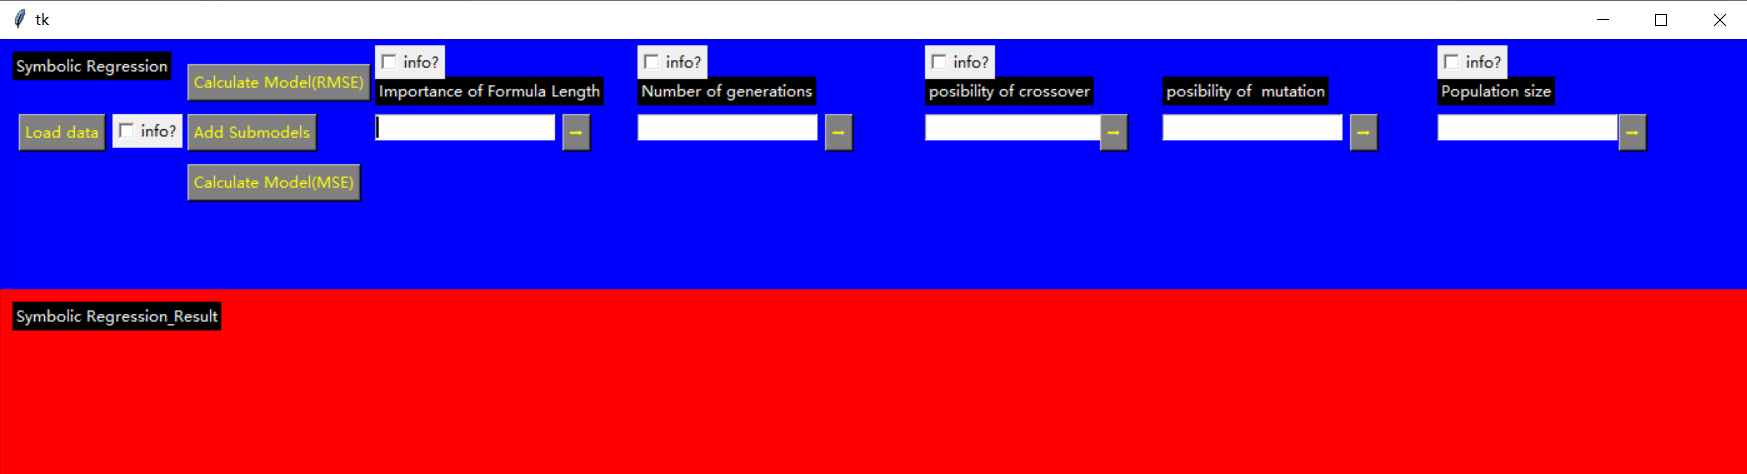 tk
Symbolic Regression
Calculate Model(RMSE)
info?
Importance of Formula Length
info?
Number of generations
info?
posibility of crossover
posibility of  mutation
info?
Population size
Load data
info?
Add Submodels
→
→
→
→
→
Calculate Model(MSE)
Symbolic Regression_Result